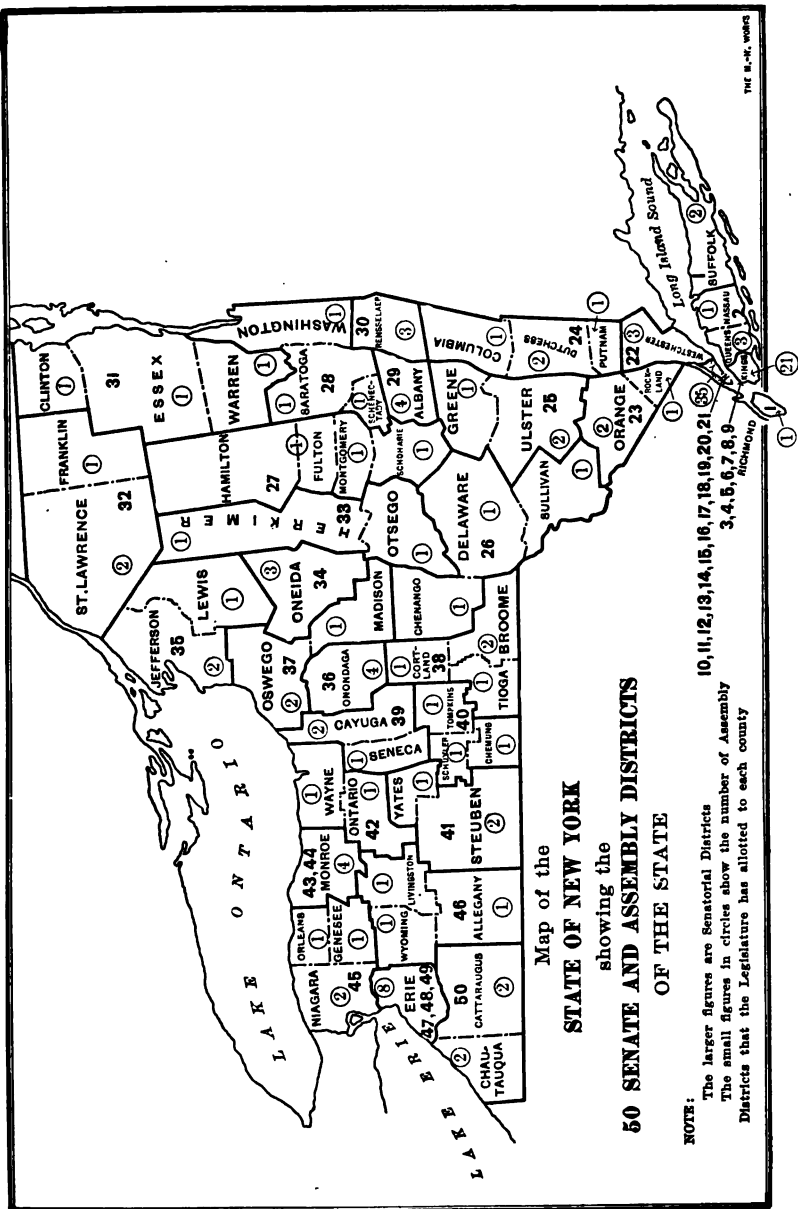 Map of the
STATE OF NEW YORK
showing the
50 SENATE AND ASSEMBLY DISTRICTS
OF THE STATE
NOTE:
The larger figures are Senatorial Districts
The small figures in circles show the number of Assembly
Districts that the Legislature has allotted to each county
LAKE ONTARIO
LAKE ERIE
Long Island Sound
ST. LAWRENCE
2
32
FRANKLIN
1
CLINTON
1
31
ESSEX
1
JEFFERSON
35
2
LEWIS
1
1
HERKIMER
33
HAMILTON
27
WARREN
1
WASHINGTON
1
ONEIDA
3
34
FULTON
1
MONTGOMERY
1
SARATOGA
1
28
SCHENEC-
TADY
1
30
RENSSELAER
3
OSWEGO
37
2
NIAGARA
2
45
ORLEANS
1
GENESEE
1
43, 44
MONROE
4
WAYNE
1
ONTARIO
1
42
YATES
1
SENECA
1
CAYUGA
2
39
36
ONONDAGA
4
MADISON
1
OTSEGO
1
SCHOHARIE
1
29
ALBANY
4
8
ERIE
47, 48, 49
WYOMING
1
LIVINGSTON
1
CORT-
LAND
1
38
CHENANGO
1
DELAWARE
1
26
GREENE
1
COLUMBIA
1
2
CHAU-
TAUQUA
50
CATTARAUGUS
2
46
ALLEGANY
1
41
STEUBEN
2
SCHUYLER
1
TOMPKINS
1
40
CHEMUNG
1
TIOGA
1
BROOME
2
ULSTER
25
2
SULLIVAN
1
DUTCHESS
2
24
PUTNAM
1
ORANGE
2
23
ROCK-
LAND
1
22
WESTCHESTER
3
10, 11, 12, 13, 14, 15, 16, 17, 18, 19, 20, 21
35
3, 4, 5, 6, 7, 8, 9
RICHMOND
1
KINGS
21
QUEENS
3
NASSAU
1
2
SUFFOLK
2
1
THE M.-N. WORKS